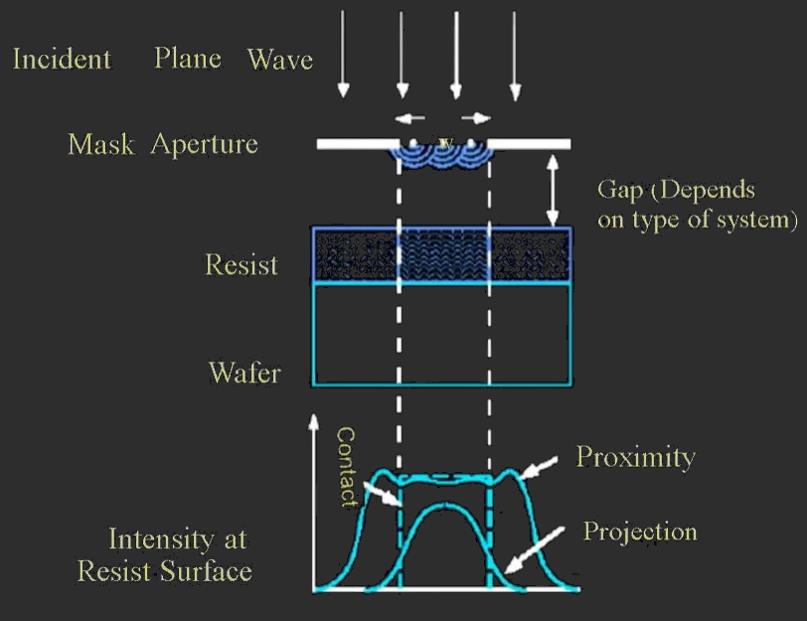 Incident Plane Wave
Mask Aperture
W
Gap (Depends
on type of system)
Resist
Wafer
Contact
Proximity
Projection
Intensity at
Resist Surface